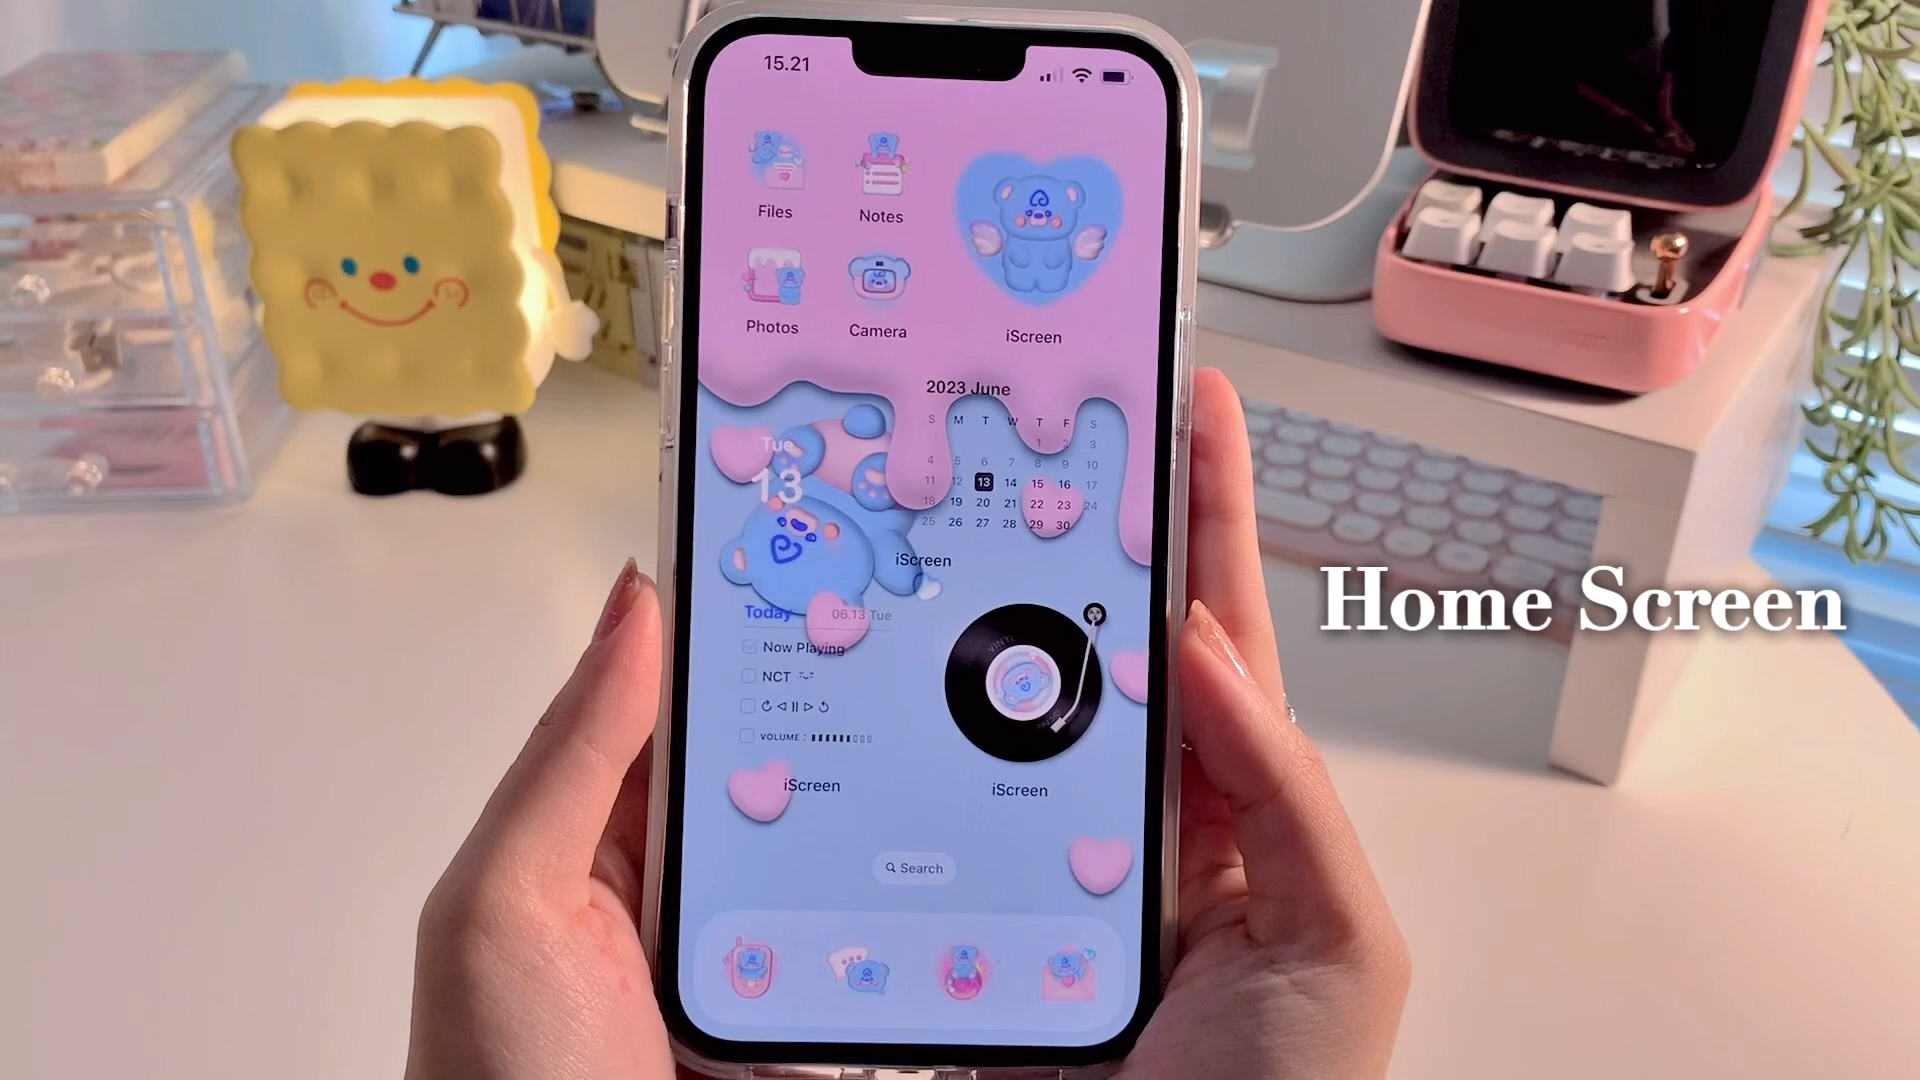 15.21
Files
Notes
Photos
Camera
iScreen
2023 June
S M T W T F S
1 2 3
4 5 6 7 8 9 10
11 12 13 14 15 16 17
18 19 20 21 22 23 24
25 26 27 28 29 30
Tue
13
iScreen
Today 06.13 Tue
Now Playing
NCT
VOLUME :
iScreen
iScreen
Search
Home Screen